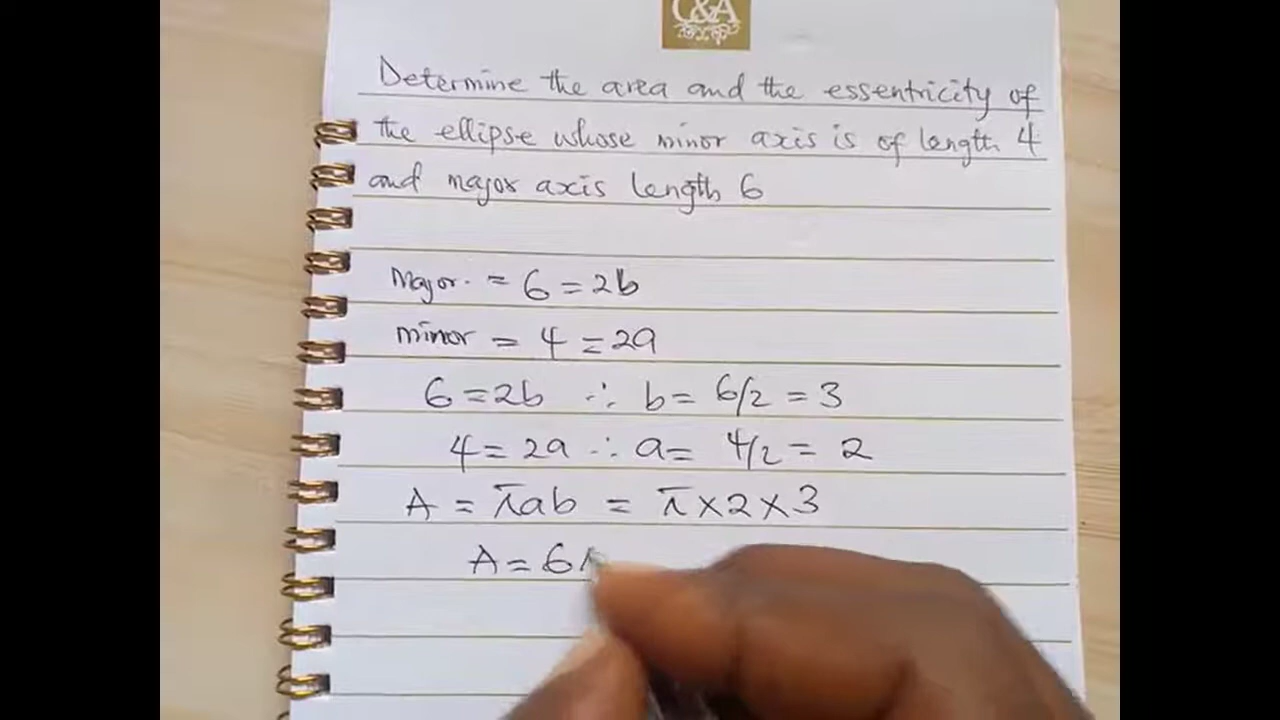 C&A
Determine the area and the essentricity of
the ellipse whose minor axis is of length 4
and major axis length 6
Major. = 6 = 2b
minor = 4 = 2a
6 = 2b ∴ b = 6/2 = 3
4 = 2a ∴ a = 4/2 = 2
A = πab = π × 2 × 3
A = 6